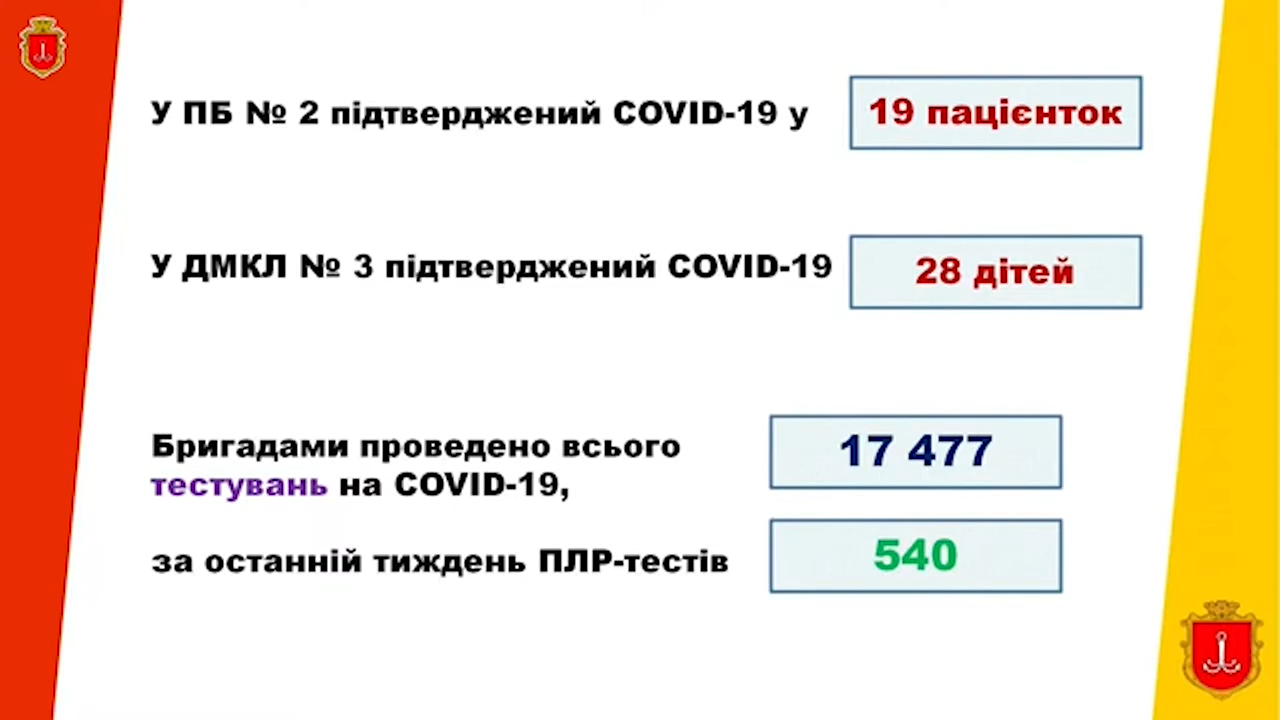 У ПБ № 2 підтверджений COVID-19 у 19 пацієнток
У ДМКЛ № 3 підтверджений COVID-19 28 дітей
Бригадами проведено всього
тестувань на COVID-19,
17 477
за останній тиждень ПЛР-тестів 540